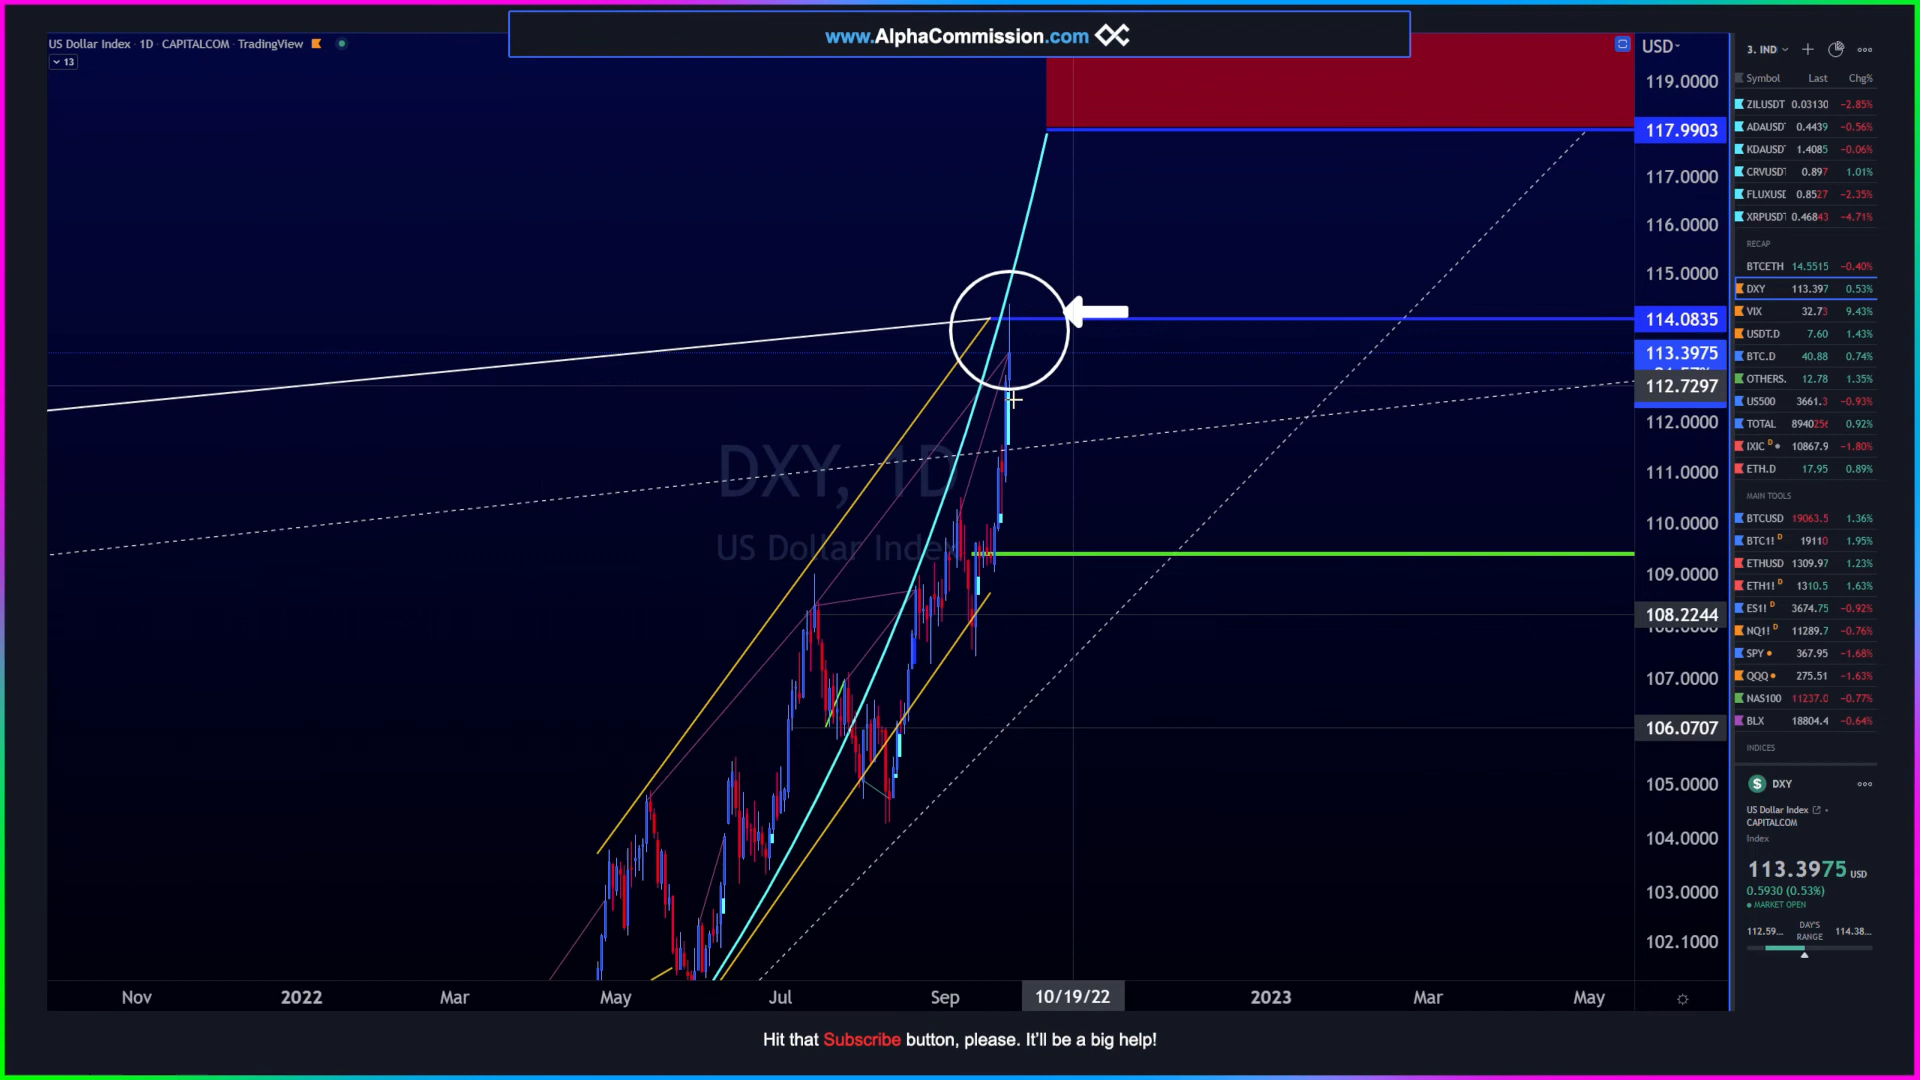 www.AlphaCommission.com
US Dollar Index · 1D · CAPITALCOM · TradingView
13
USD
119.0000
117.9903
117.0000
116.0000
115.0000
114.0835
113.3975
112.7297
112.0000
111.0000
110.0000
109.0000
108.2244
107.0000
106.0707
105.0000
104.0000
103.0000
102.1000
DXY, 1D
US Dollar Index
Nov 2022 Mar May Jul Sep 10/19/22 2023 Mar May
3. IND
Symbol Last Chg%
ZILUSDT 0.03130 −2.85%
ADAUSD 0.4439 −0.56%
KDAUSD 1.4085 −0.06%
CRVUSD 0.897 1.01%
FLUXUSD 0.8527 −2.35%
XRPUSD 0.46843 −4.71%
RECAP
BTCETH 14.5515 −0.40%
DXY 113.397 0.53%
VIX 32.73 9.43%
USDT.D 7.60 1.43%
BTC.D 40.88 0.74%
OTHERS. 12.78 1.35%
US500 3661.3 −0.93%
TOTAL 894025 0.92%
IXIC D 10867.9 −1.80%
ETH.D 17.95 0.89%
MAIN TOOLS
BTCUSD 19063.5 1.36%
BTC1! D 19110 1.95%
ETHUSD 1309.97 1.23%
ETH1! D 1310.5 1.63%
ES1! D 3674.75 −0.92%
NQ1! D 11289.7 −0.76%
SPY 367.95 −1.68%
QQQ 275.51 −1.63%
NAS100 11237.0 −0.77%
BLX 18804.4 −0.64%
INDICES
$ DXY
US Dollar Index
CAPITALCOM
Index
113.3975 USD
0.5930 (0.53%)
MARKET OPEN
112.59... DAY'S RANGE 114.38...
Hit that Subscribe button, please. It'll be a big help!